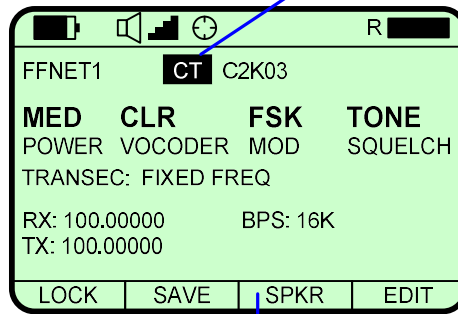 R
FFNET1 CT C2K03
MED CLR FSK TONE
POWER VOCODER MOD SQUELCH
TRANSEC: FIXED FREQ
RX: 100.00000 BPS: 16K
TX: 100.00000
LOCK SAVE SPKR EDIT